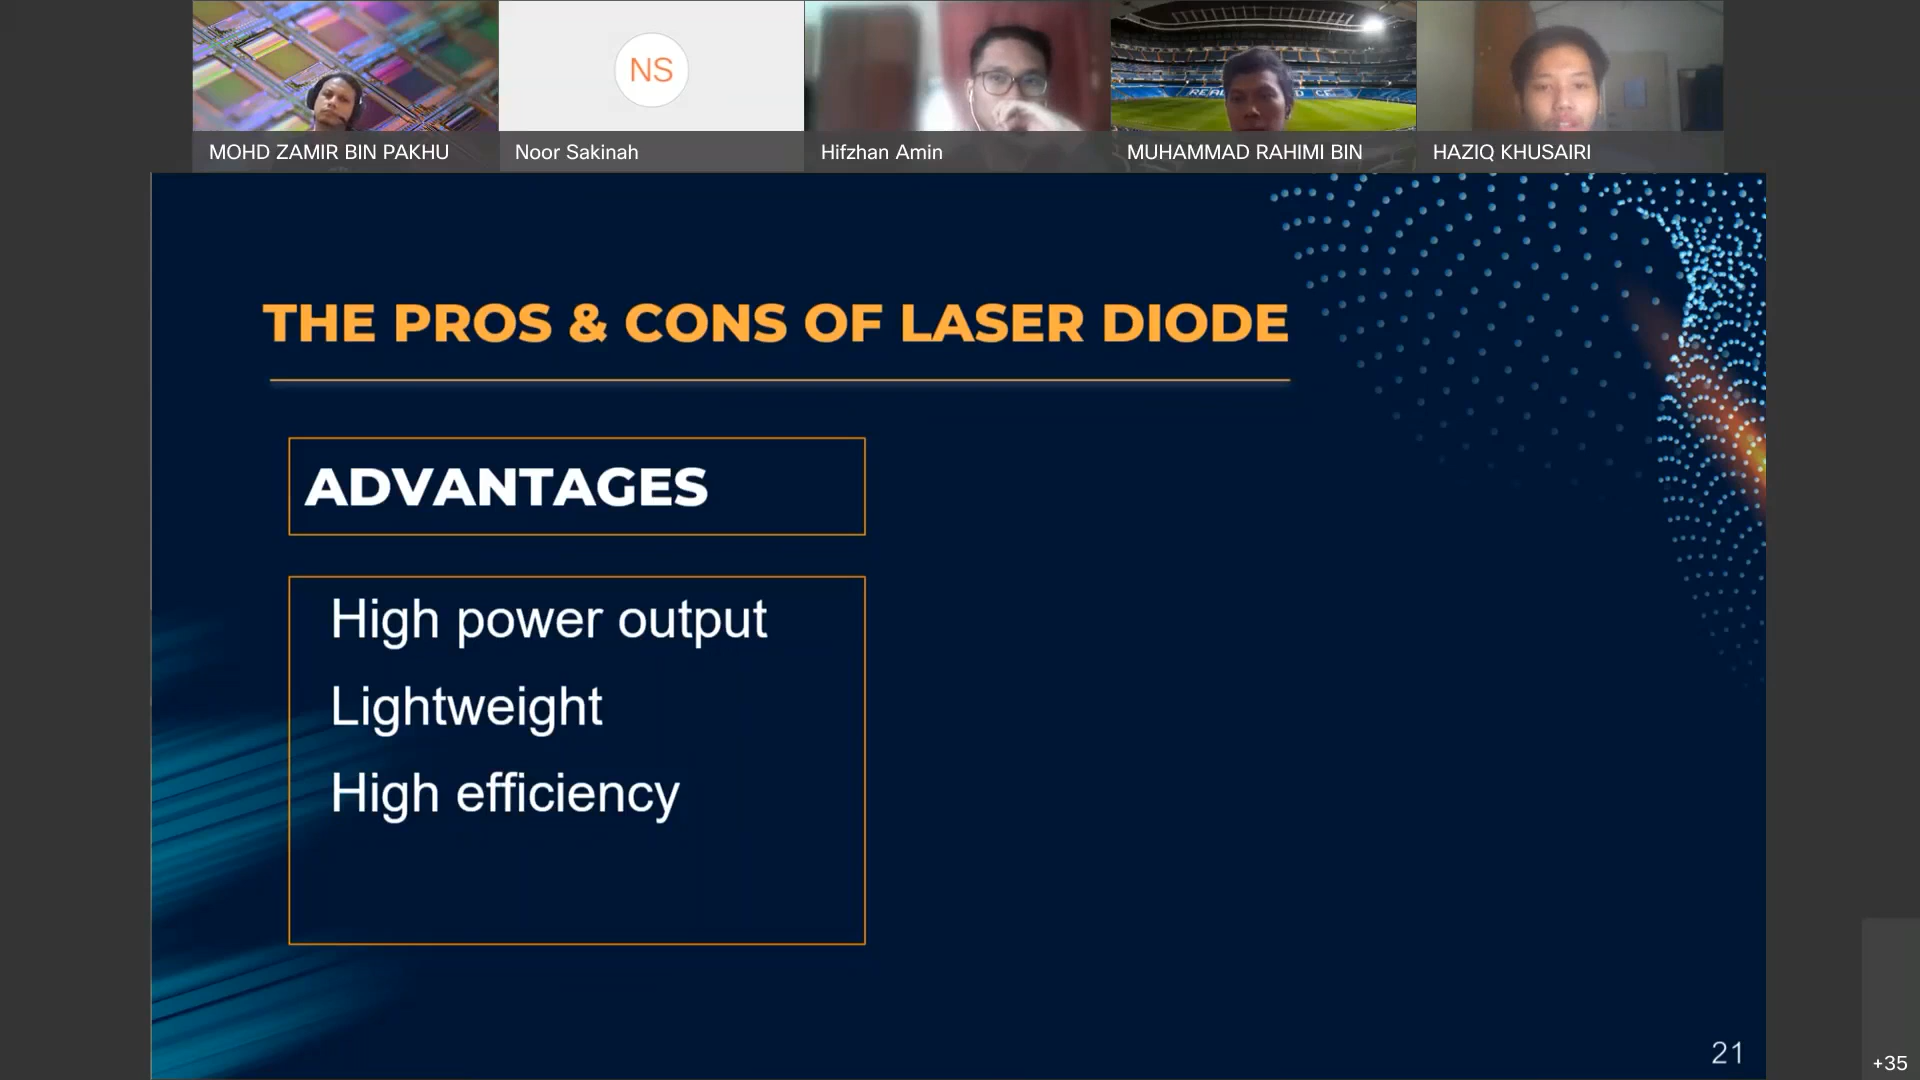 NS
MOHD ZAMIR BIN PAKHU
Noor Sakinah
Hifzhan Amin
MUHAMMAD RAHIMI BIN
HAZIQ KHUSAIRI
THE PROS & CONS OF LASER DIODE
ADVANTAGES
High power output
Lightweight
High efficiency
21
+35